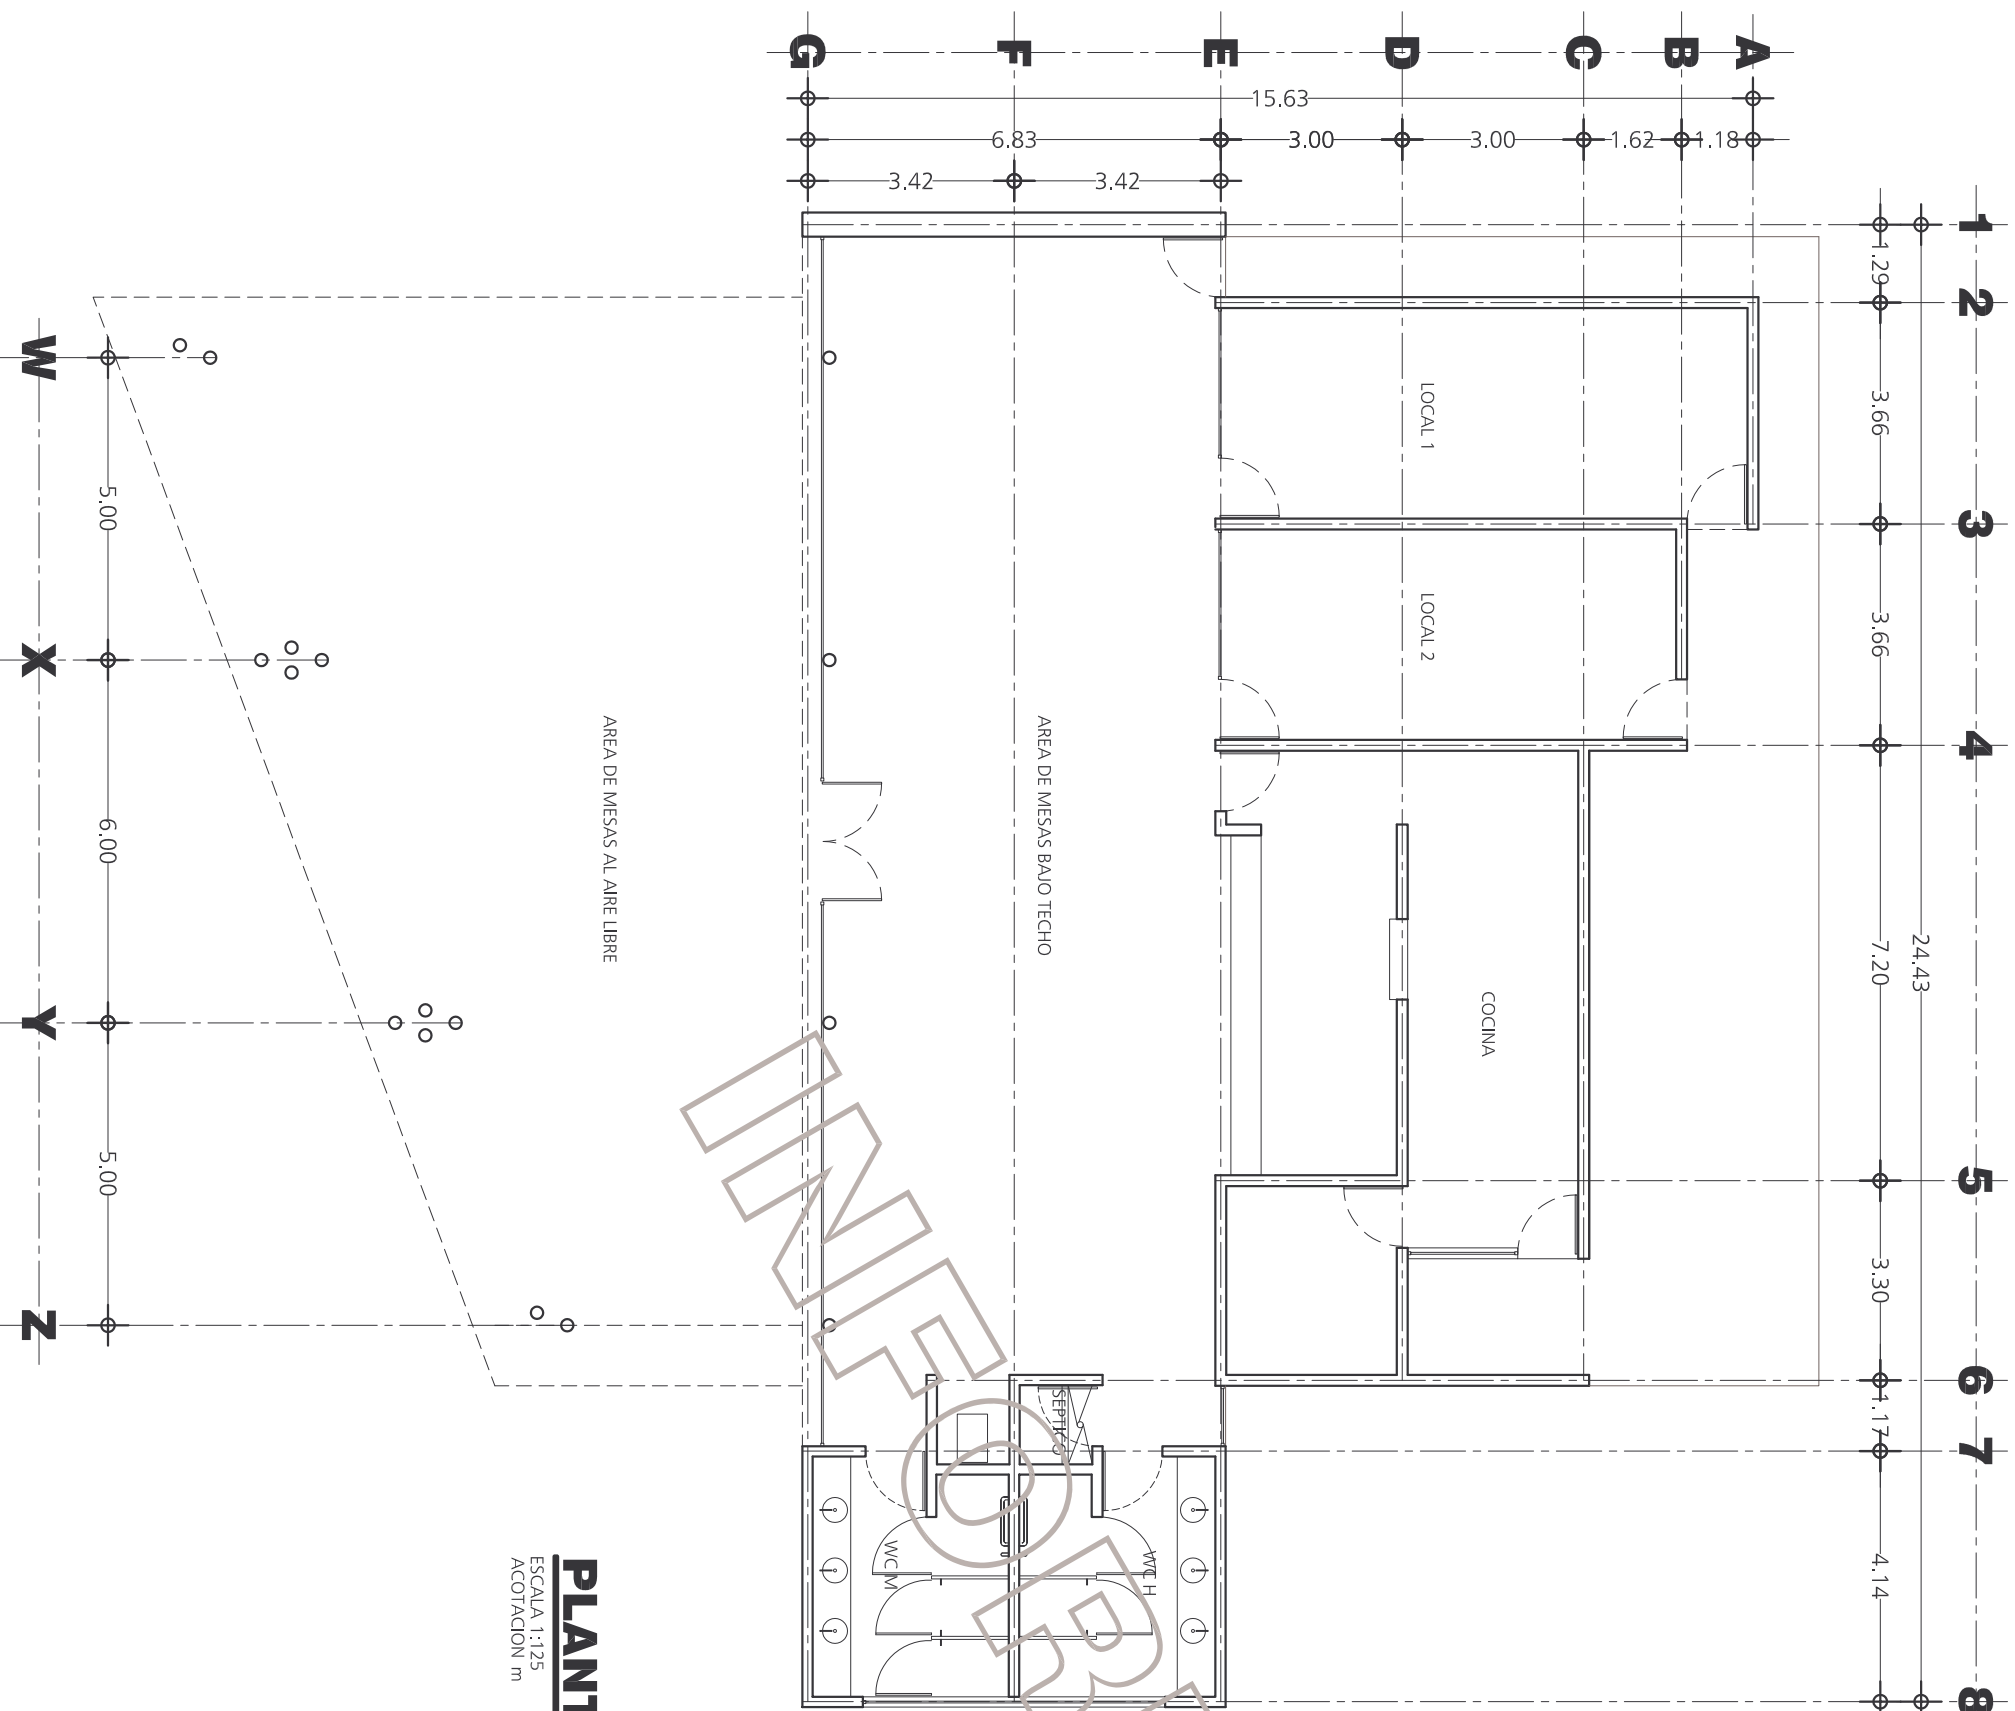 G F E D C B A
15.63
6.83 3.00 3.00 1.62 1.18
3.42 3.42
1
2
3
4
5
6
7
8
1.29
3.66
3.66
7.20
3.30
1.17
4.14
24.43
LOCAL 1
LOCAL 2
COCINA
AREA DE MESAS BAJO TECHO
AREA DE MESAS AL AIRE LIBRE
W
X
Y
Z
5.00
6.00
5.00
SEPTICO
WC H
WC M
PLANT
ESCALA 1:125
ACOTACION m
INFOR